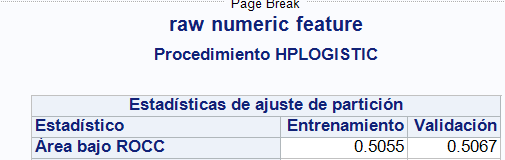 Page Break
raw numeric feature
Procedimiento HPLOGISTIC
Estadísticas de ajuste de partición
Estadístico Entrenamiento Validación
Área bajo ROCC 0.5055 0.5067